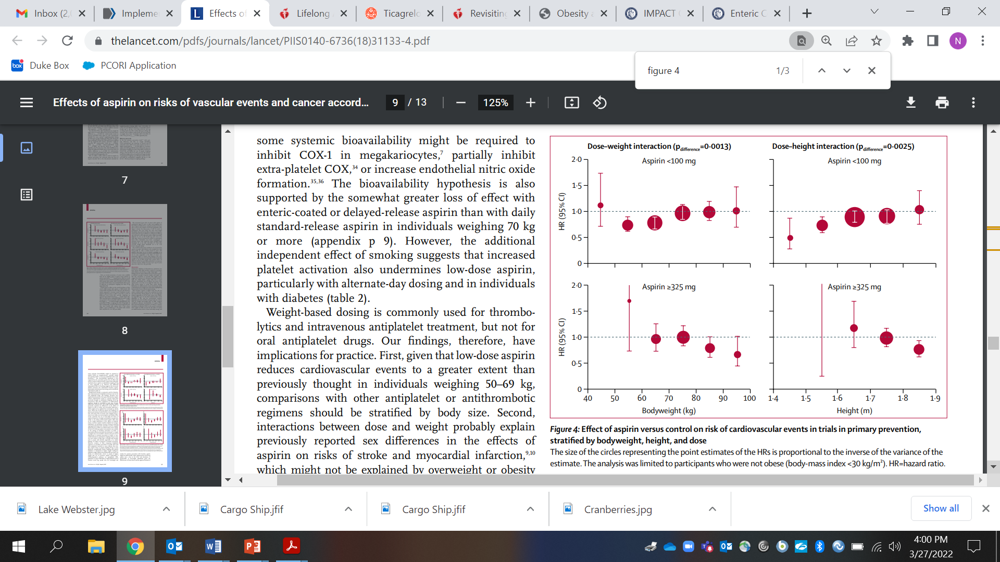 Inbox (2,
Impleme
Effects of
Lifelong
Ticagrelo
Revisiting
Obesity a
IMPACT
Enteric C
thelancet.com/pdfs/journals/lancet/PIIS0140-6736(18)31133-4.pdf
N
box
Duke Box
PCORI Application
figure 4
1/3
Effects of aspirin on risks of vascular events and cancer accord...
9 / 13
125%
7
8
9
some systemic bioavailability might be required to
inhibit COX-1 in megakariocytes,7 partially inhibit
extra-platelet COX,34 or increase endothelial nitric oxide
formation.35,36 The bioavailability hypothesis is also
supported by the somewhat greater loss of effect with
enteric-coated or delayed-release aspirin than with daily
standard-release aspirin in individuals weighing 70 kg
or more (appendix p 9). However, the additional
independent effect of smoking suggests that increased
platelet activation also undermines low-dose aspirin,
particularly with alternate-day dosing and in individuals
with diabetes (table 2).
Weight-based dosing is commonly used for thrombo-
lytics and intravenous antiplatelet treatment, but not for
oral antiplatelet drugs. Our findings, therefore, have
implications for practice. First, given that low-dose aspirin
reduces cardiovascular events to a greater extent than
previously thought in individuals weighing 50–69 kg,
comparisons with other antiplatelet or antithrombotic
regimens should be stratified by body size. Second,
interactions between dose and weight probably explain
previously reported sex differences in the effects of
aspirin on risks of stroke and myocardial infarction,9,10
which might not be explained by overweight or obesity
Dose–weight interaction (pdifference=0·0013)
Aspirin <100 mg
HR (95% CI)
2·0
1·5
1·0
0·5
0
Dose–height interaction (pdifference=0·0025)
Aspirin <100 mg
Aspirin ≥325 mg
HR (95% CI)
2·0
1·5
1·0
0·5
0
40 50 60 70 80 90 100
Bodyweight (kg)
Aspirin ≥325 mg
1·4 1·5 1·6 1·7 1·8 1·9
Height (m)
Figure 4: Effect of aspirin versus control on risk of cardiovascular events in trials in primary prevention,
stratified by bodyweight, height, and dose
The size of the circles representing the point estimates of the HRs is proportional to the inverse of the variance of the
estimate. The analysis was limited to participants who were not obese (body-mass index <30 kg/m²). HR=hazard ratio.
Lake Webster.jpg
Cargo Ship.jfif
Cargo Ship.jfif
Cranberries.jpg
Show all
4:00 PM
3/27/2022